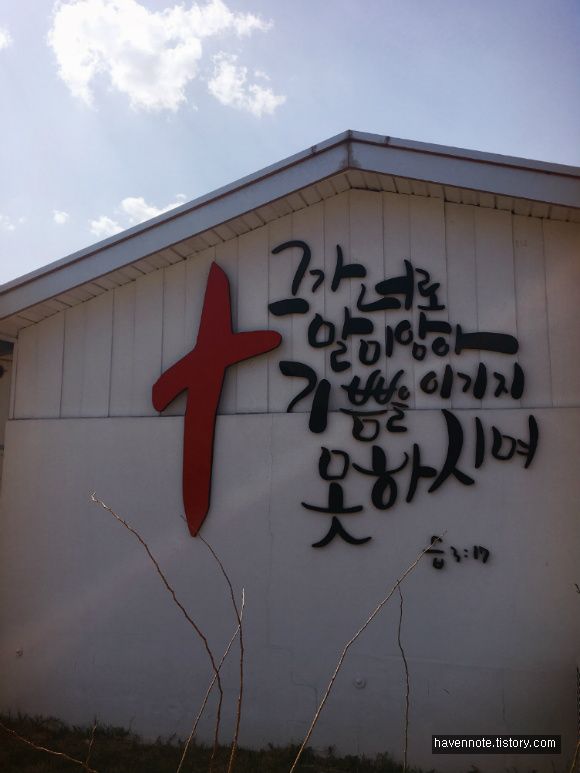 그가 너로
말미암아
기쁨을 이기지
못하시며
습 3:17
havennote.tistory.com